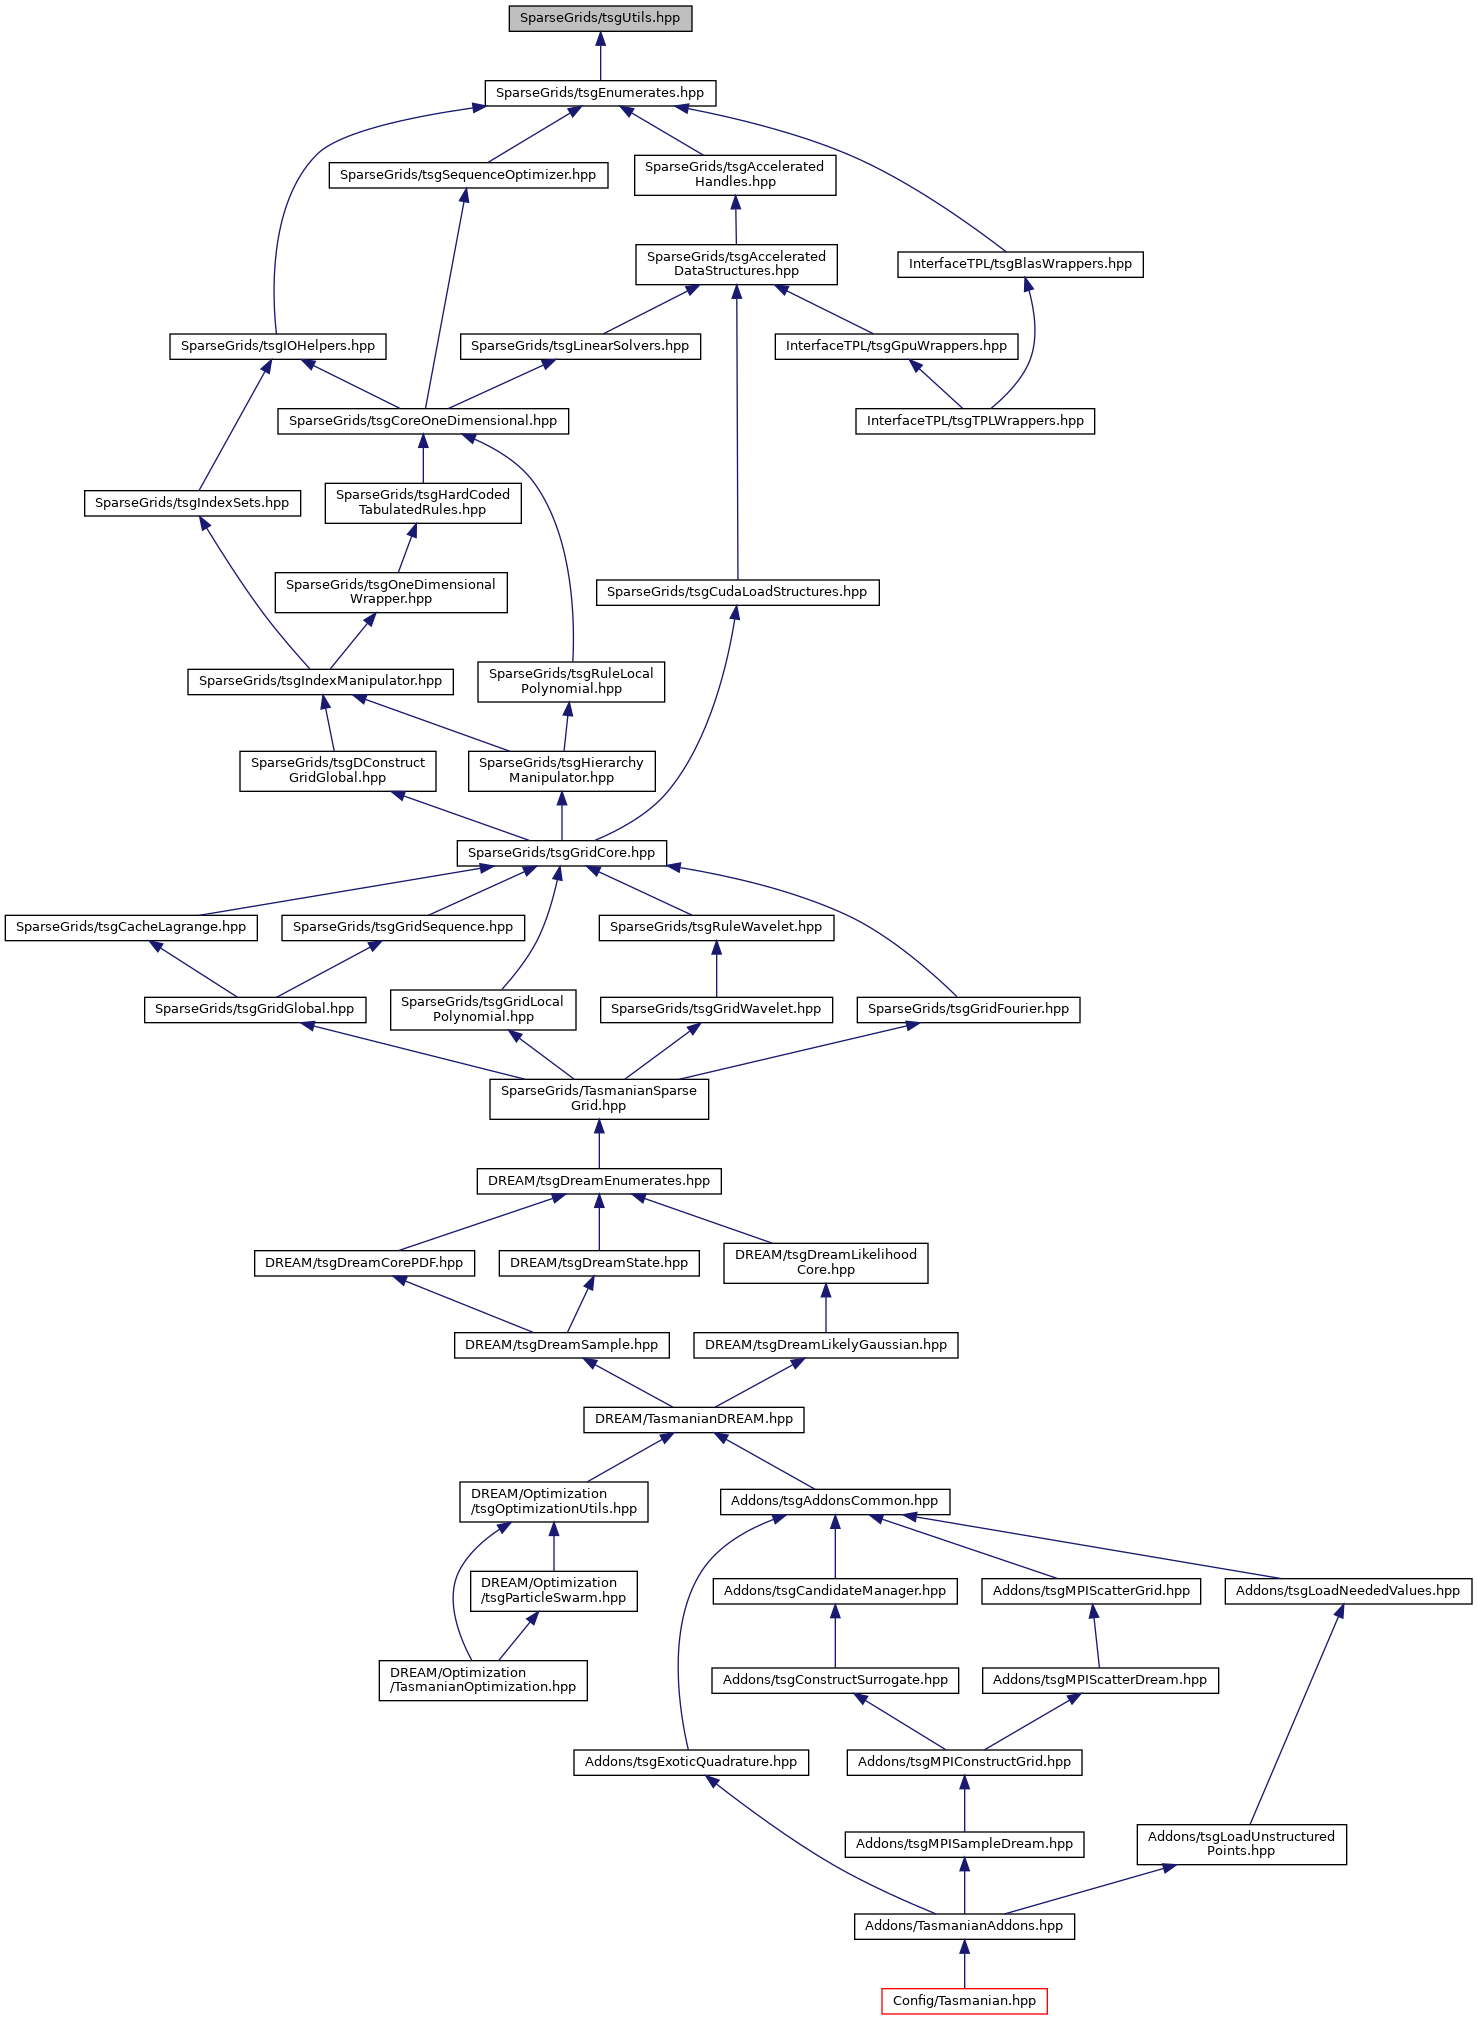 SparseGrids/tsgUtils.hpp
SparseGrids/tsgEnumerates.hpp
SparseGrids/tsgSequenceOptimizer.hpp
SparseGrids/tsgAccelerated
Handles.hpp
SparseGrids/tsgAccelerated
DataStructures.hpp
InterfaceTPL/tsgBlasWrappers.hpp
SparseGrids/tsgIOHelpers.hpp
SparseGrids/tsgLinearSolvers.hpp
InterfaceTPL/tsgGpuWrappers.hpp
SparseGrids/tsgCoreOneDimensional.hpp
InterfaceTPL/tsgTPLWrappers.hpp
SparseGrids/tsgIndexSets.hpp
SparseGrids/tsgHardCoded
TabulatedRules.hpp
SparseGrids/tsgOneDimensional
Wrapper.hpp
SparseGrids/tsgCudaLoadStructures.hpp
SparseGrids/tsgIndexManipulator.hpp
SparseGrids/tsgRuleLocal
Polynomial.hpp
SparseGrids/tsgDConstruct
GridGlobal.hpp
SparseGrids/tsgHierarchy
Manipulator.hpp
SparseGrids/tsgGridCore.hpp
SparseGrids/tsgCacheLagrange.hpp
SparseGrids/tsgGridSequence.hpp
SparseGrids/tsgRuleWavelet.hpp
SparseGrids/tsgGridGlobal.hpp
SparseGrids/tsgGridLocal
Polynomial.hpp
SparseGrids/tsgGridWavelet.hpp
SparseGrids/tsgGridFourier.hpp
SparseGrids/TasmanianSparse
Grid.hpp
DREAM/tsgDreamEnumerates.hpp
DREAM/tsgDreamCorePDF.hpp
DREAM/tsgDreamState.hpp
DREAM/tsgDreamLikelihood
Core.hpp
DREAM/tsgDreamSample.hpp
DREAM/tsgDreamLikelyGaussian.hpp
DREAM/TasmanianDREAM.hpp
DREAM/Optimization
/tsgOptimizationUtils.hpp
Addons/tsgAddonsCommon.hpp
DREAM/Optimization
/tsgParticleSwarm.hpp
Addons/tsgCandidateManager.hpp
Addons/tsgMPIScatterGrid.hpp
Addons/tsgLoadNeededValues.hpp
DREAM/Optimization
/TasmanianOptimization.hpp
Addons/tsgConstructSurrogate.hpp
Addons/tsgMPIScatterDream.hpp
Addons/tsgExoticQuadrature.hpp
Addons/tsgMPIConstructGrid.hpp
Addons/tsgMPISampleDream.hpp
Addons/tsgLoadUnstructured
Points.hpp
Addons/TasmanianAddons.hpp
Config/Tasmanian.hpp